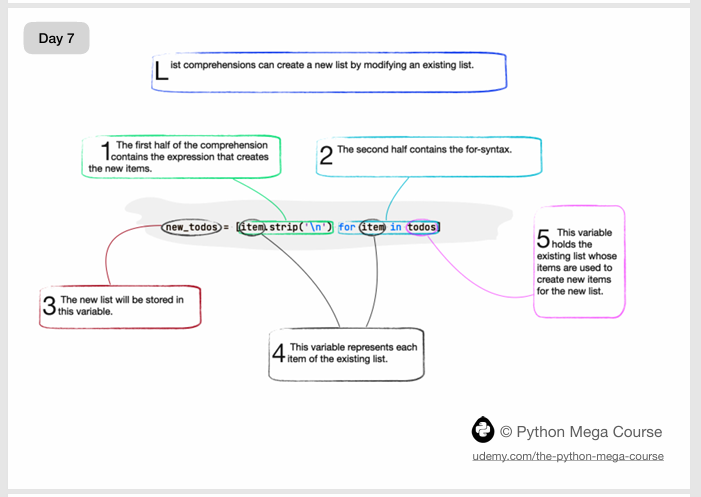 Day 7
List comprehensions can create a new list by modifying an existing list.
1 The first half of the comprehension
contains the expression that creates
the new items.
2 The second half contains the for-syntax.
new_todos = [item.strip('\n') for item in todos]
5 This variable
holds the
existing list whose
items are used to
create new items
for the new list.
3 The new list will be stored in
this variable.
4 This variable represents each
item of the existing list.
© Python Mega Course
udemy.com/the-python-mega-course